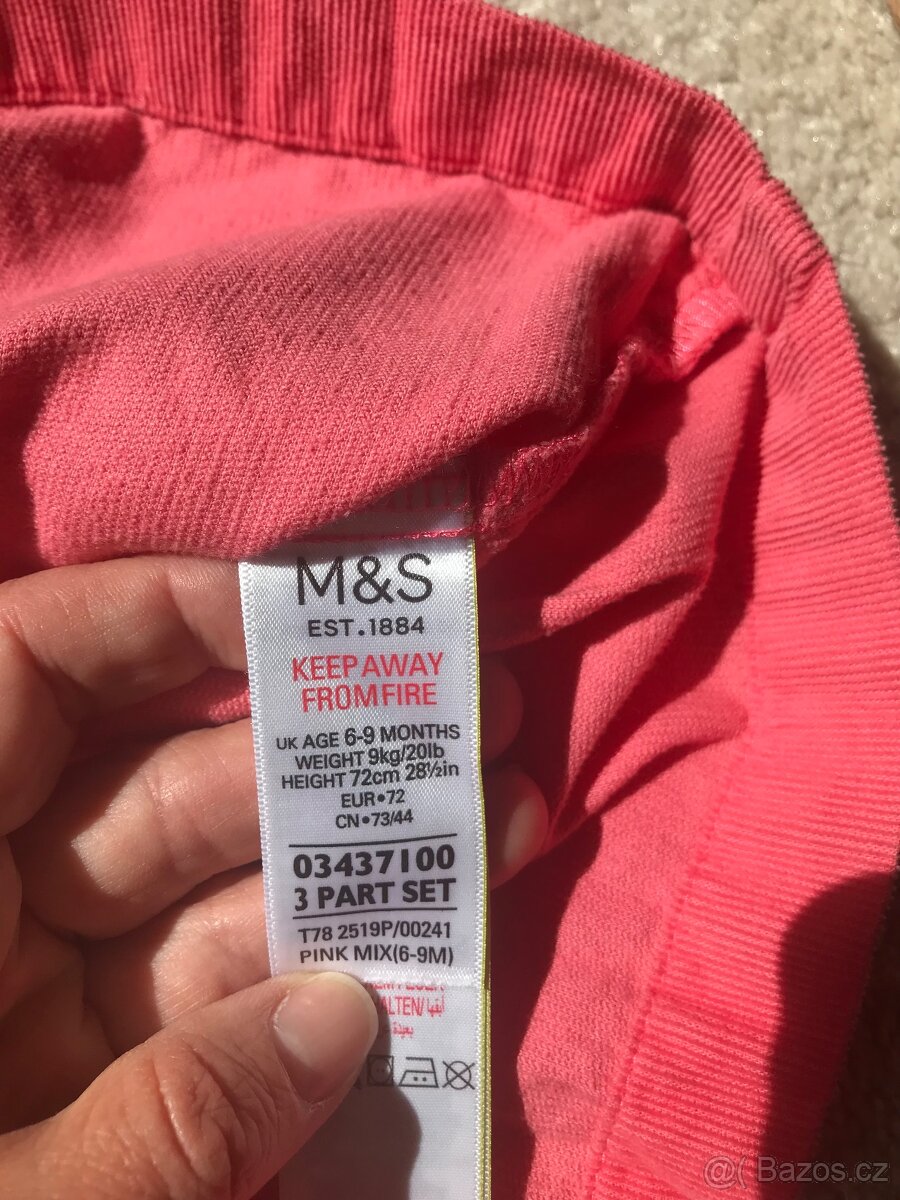 M&S
EST.1884
KEEP AWAY
FROM FIRE
UK AGE 6-9 MONTHS
WEIGHT 9kg/20lb
HEIGHT 72cm 28½in
EUR•72
CN•73/44
03437100
3 PART SET
T78 2519P/00241
PINK MIX(6-9M)
ALTEN/
@( Bazos.cz